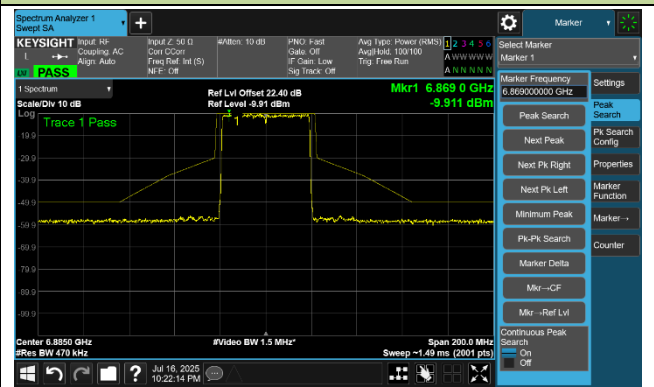 Spectrum Analyzer 1
Swept SA
Marker
KEYSIGHT Input: RF
Coupling: AC
Align: Auto
Input Z: 50 Ω
Corr CCorr
Freq Ref: Int (S)
NFE: Off
#Atten: 10 dB
PNO: Fast
Gate: Off
IF Gain: Low
Sig Track: Off
Avg Type: Power (RMS)
Avg|Hold: 100/100
Trig: Free Run
1 2 3 4 5 6
A W W W W W
A N N N N N
L
PASS
Select Marker
Marker 1
1 Spectrum
Scale/Div 10 dB
Log
Ref Lvl Offset 22.40 dB
Ref Level -9.911 dBm
Mkr1 6.869 0 GHz
-9.911 dBm
Trace 1 Pass
1
-19.9
-29.9
-39.9
-49.9
-59.9
-69.9
-79.9
-89.9
-99.9
Center 6.8850 GHz
#Res BW 470 kHz
#Video BW 1.5 MHz*
Span 200.0 MHz
Sweep ~1.49 ms (2001 pts)
Marker Frequency
6.869000000 GHz
Peak Search
Next Peak
Next Pk Right
Next Pk Left
Minimum Peak
Pk-Pk Search
Marker Delta
Mkr→CF
Mkr→Ref Lvl
Continuous Peak
Search
On
Off
Settings
Peak
Search
Pk Search
Config
Properties
Marker
Function
Marker→
Counter
Jul 16, 2025
10:22:14 PM